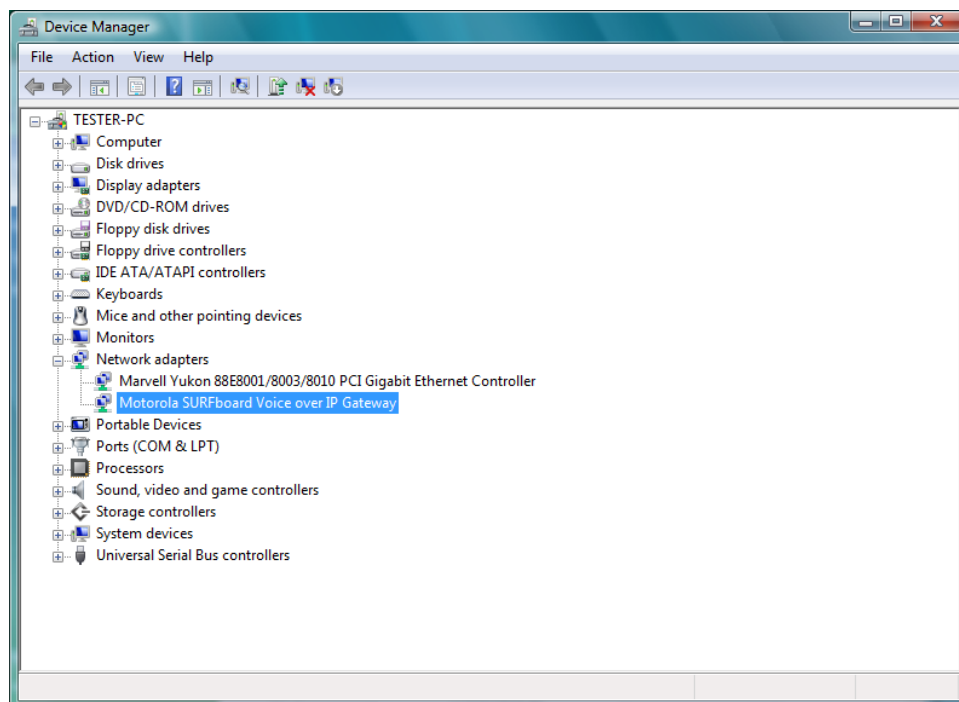 Device Manager
File Action View Help
TESTER-PC
Computer
Disk drives
Display adapters
DVD/CD-ROM drives
Floppy disk drives
Floppy drive controllers
IDE ATA/ATAPI controllers
Keyboards
Mice and other pointing devices
Monitors
Network adapters
Marvell Yukon 88E8001/8003/8010 PCI Gigabit Ethernet Controller
Motorola SURFboard Voice over IP Gateway
Portable Devices
Ports (COM & LPT)
Processors
Sound, video and game controllers
Storage controllers
System devices
Universal Serial Bus controllers